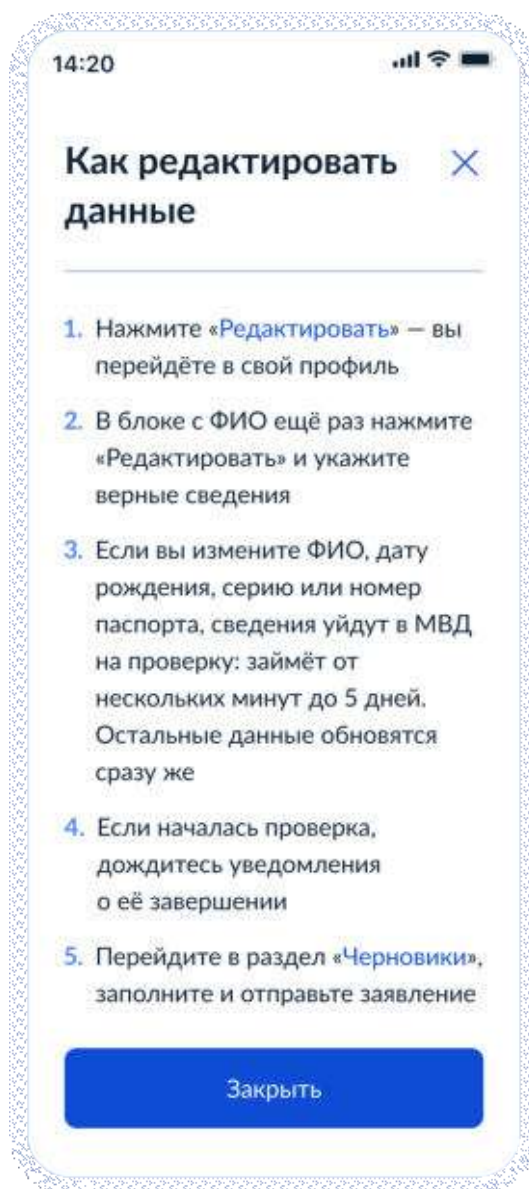 14:20
Как редактировать
данные
1. Нажмите «Редактировать» — вы
перейдёте в свой профиль
2. В блоке с ФИО ещё раз нажмите
«Редактировать» и укажите
верные сведения
3. Если вы измените ФИО, дату
рождения, серию или номер
паспорта, сведения уйдут в МВД
на проверку: займёт от
нескольких минут до 5 дней.
Остальные данные обновятся
сразу же
4. Если началась проверка,
дождитесь уведомления
о её завершении
5. Перейдите в раздел «Черновики»,
заполните и отправьте заявление
Закрыть